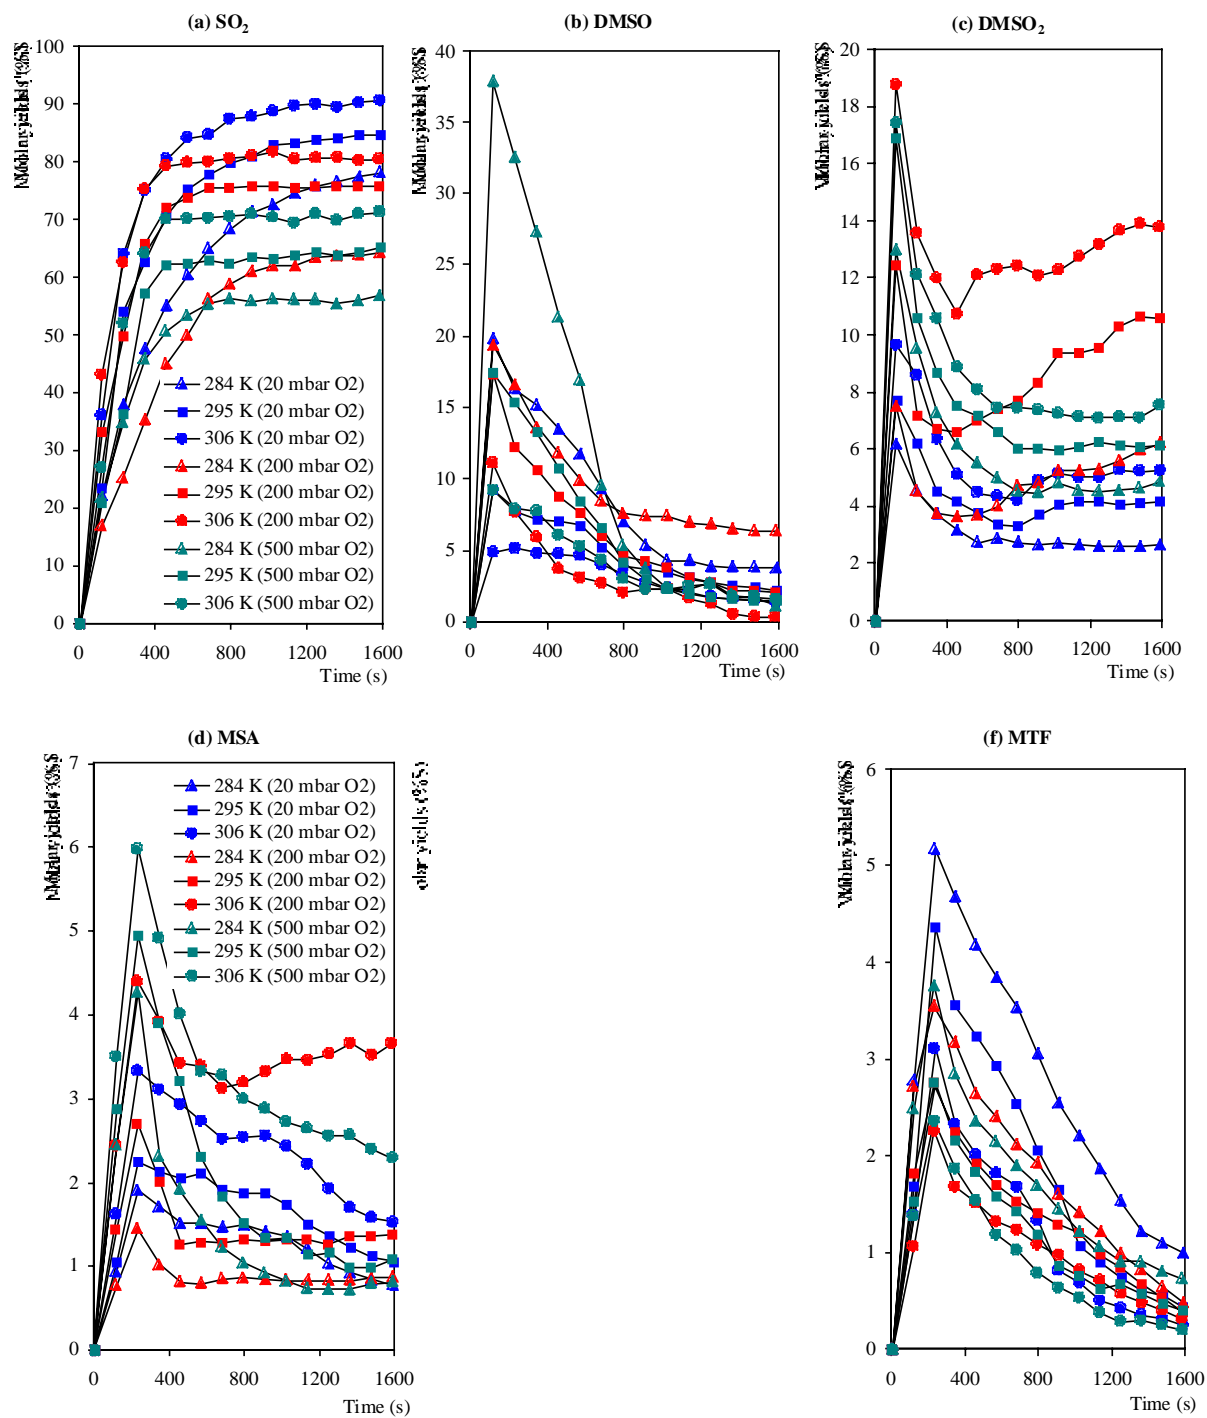 (a) SO2
(b) DMSO
(c) DMSO2
100
90
80
70
60
50
40
30
20
10
0
284 K (20 mbar O2)
295 K (20 mbar O2)
306 K (20 mbar O2)
284 K (200 mbar O2)
295 K (200 mbar O2)
306 K (200 mbar O2)
284 K (500 mbar O2)
295 K (500 mbar O2)
306 K (500 mbar O2)
0 400 800 1200 1600
Time (s)
40
35
30
25
20
15
10
5
0
0 400 800 1200 1600
Time (s)
20
18
16
14
12
10
8
6
4
2
0
0 400 800 1200 1600
Time (s)
(d) MSA
(f) MTF
7
6
5
4
3
2
1
0
284 K (20 mbar O2)
295 K (20 mbar O2)
306 K (20 mbar O2)
284 K (200 mbar O2)
295 K (200 mbar O2)
306 K (200 mbar O2)
284 K (500 mbar O2)
295 K (500 mbar O2)
306 K (500 mbar O2)
0 400 800 1200 1600
Time (s)
6
5
4
3
2
1
0
0 400 800 1200 1600
Time (s)